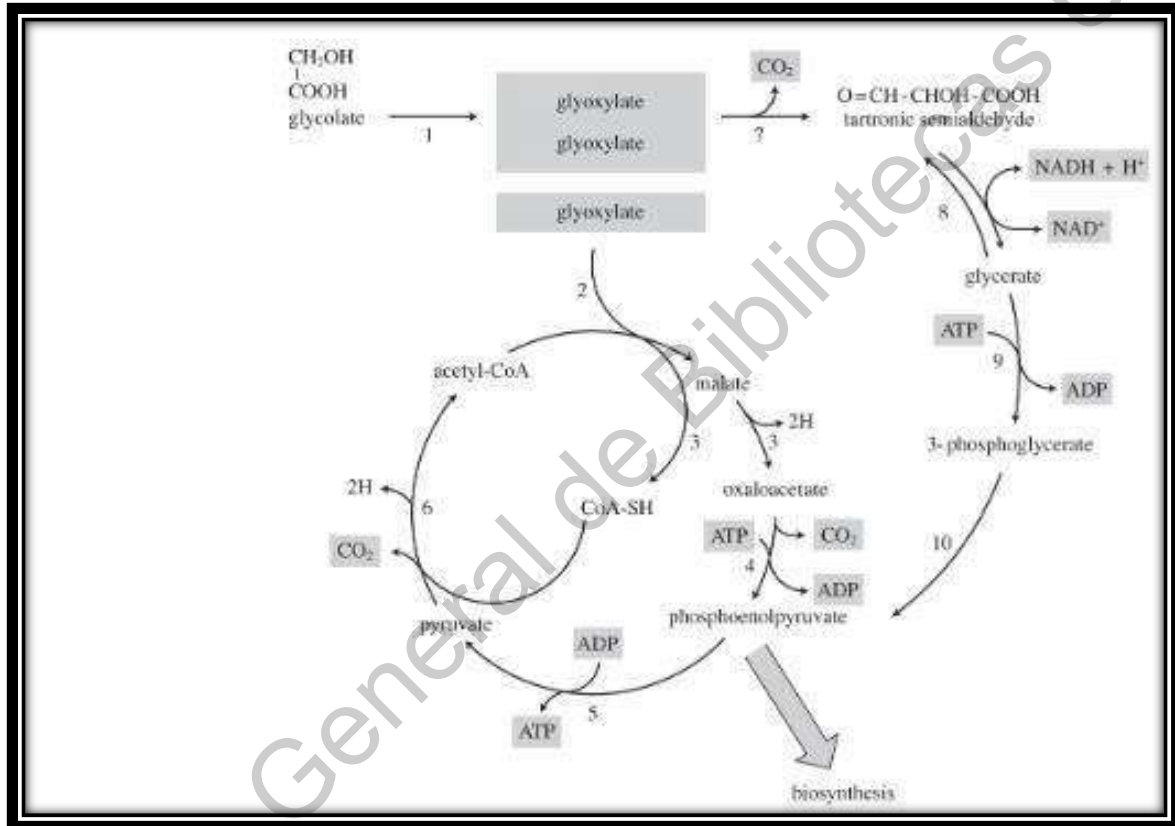 CH₂OH
COOH
glycolate
1
glyoxylate
glyoxylate
glyoxylate
CO₂
?
O=CH-CHOH-COOH
tartronic semialdehyde
8
NADH + H⁺
NAD⁺
glycerate
ATP
9
ADP
3-phosphoglycerate
10
2
acetyl-CoA
malate
3
2H
3
oxaloacetate
CoA-SH
2H
6
CO₂
ATP
CO₂
4
ADP
pyruvate
phosphoenolpyruvate
ADP
5
ATP
biosynthesis
General de Bibliotecas